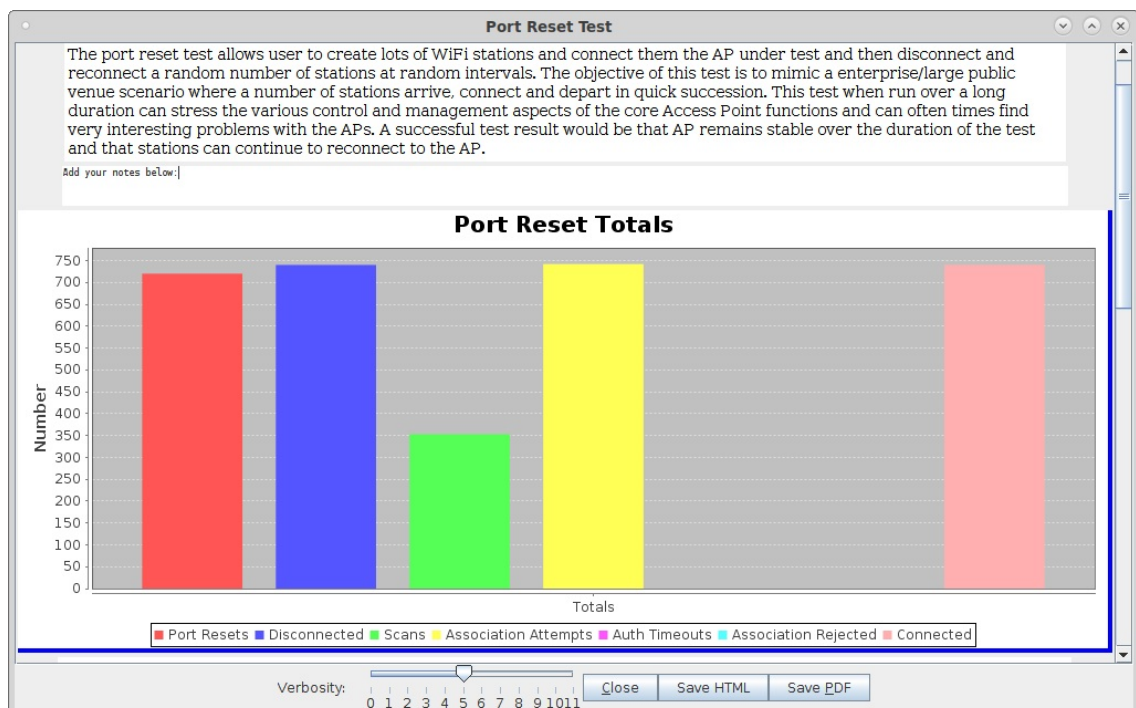 Port Reset Test
The port reset test allows user to create lots of WiFi stations and connect them the AP under test and then disconnect and
reconnect a random number of stations at random intervals. The objective of this test is to mimic a enterprise/large public
venue scenario where a number of stations arrive, connect and depart in quick succession. This test when run over a long
duration can stress the various control and management aspects of the core Access Point functions and can often times find
very interesting problems with the APs. A successful test result would be that AP remains stable over the duration of the test
and that stations can continue to reconnect to the AP.
Add your notes below:
Port Reset Totals
750
700
650
600
550
500
450
400
350
300
250
200
150
100
50
0
Number
Totals
Port Resets Disconnected Scans Association Attempts Auth Timeouts Association Rejected Connected
Verbosity:
0 1 2 3 4 5 6 7 8 9 10 11
Close Save HTML Save PDF